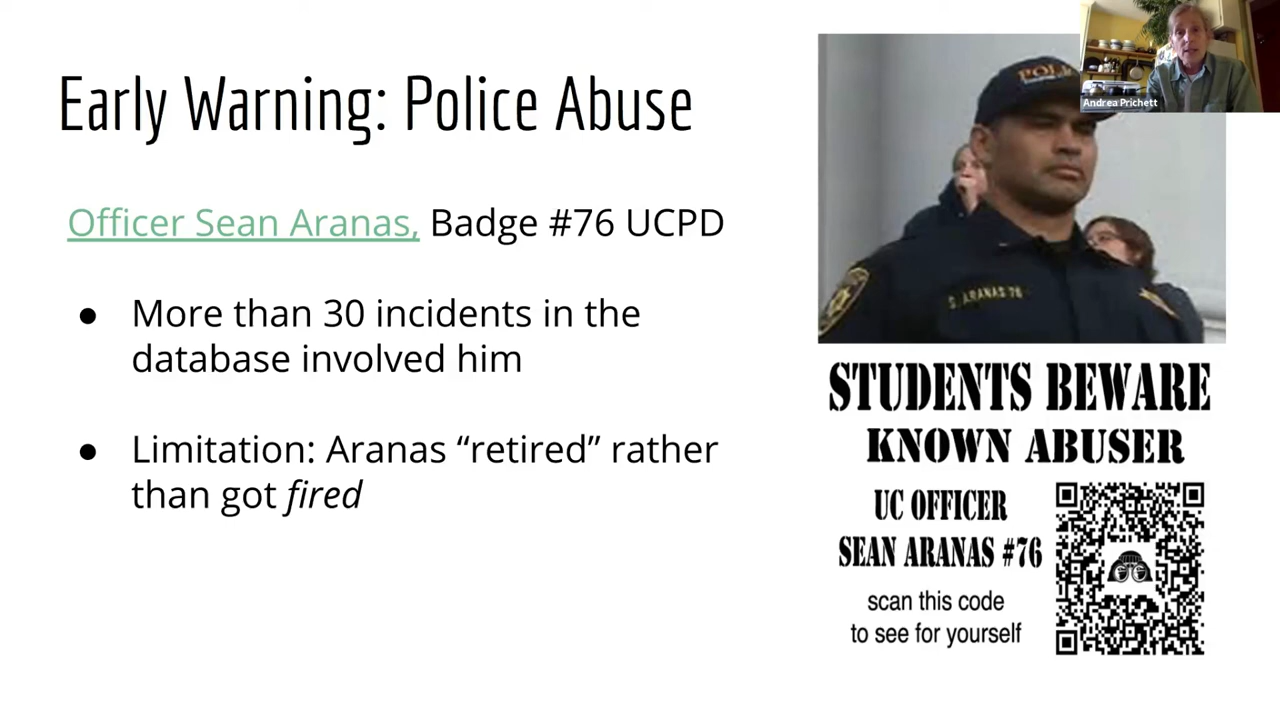 Early Warning: Police Abuse
Officer Sean Aranas, Badge #76 UCPD
● More than 30 incidents in the
database involved him
● Limitation: Aranas “retired” rather
than got fired
Andrea Prichett
S. ARANAS 76
STUDENTS BEWARE
KNOWN ABUSER
UC OFFICER
SEAN ARANAS #76
scan this code
to see for yourself